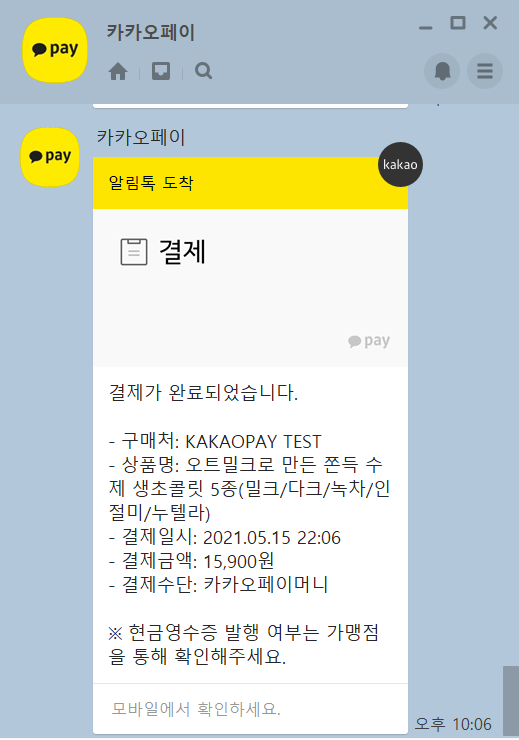 pay
카카오페이
pay
카카오페이
kakao
알림톡 도착
결제
pay
결제가 완료되었습니다.
- 구매처: KAKAOPAY TEST
- 상품명: 오트밀크로 만든 쫀득 수
제 생초콜릿 5종(밀크/다크/녹차/인
절미/누텔라)
- 결제일시: 2021.05.15 22:06
- 결제금액: 15,900원
- 결제수단: 카카오페이머니
※ 현금영수증 발행 여부는 가맹점
을 통해 확인해주세요.
모바일에서 확인하세요.
오후 10:06